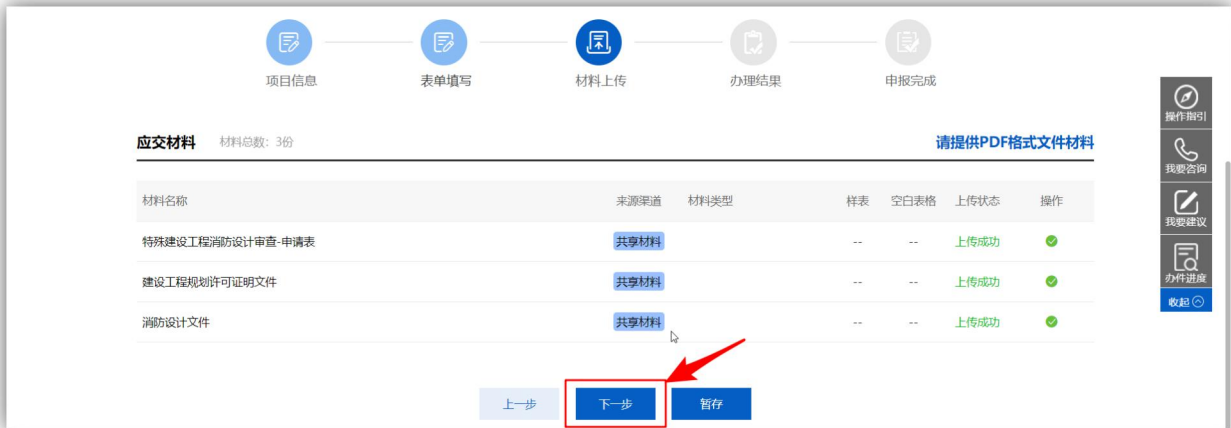 项目信息 表单填写 材料上传 办理结果 申报完成
应交材料 材料总数：3份 请提供PDF格式文件材料
材料名称 来源渠道 材料类型 样表 空白表格 上传状态 操作
特殊建设工程消防设计审查-申请表 共享材料 -- -- 上传成功
建设工程规划许可证明文件 共享材料 -- -- 上传成功
消防设计文件 共享材料 -- -- 上传成功
上一步 下一步 暂存
操作指引
我要咨询
我要建议
办件进度
收起